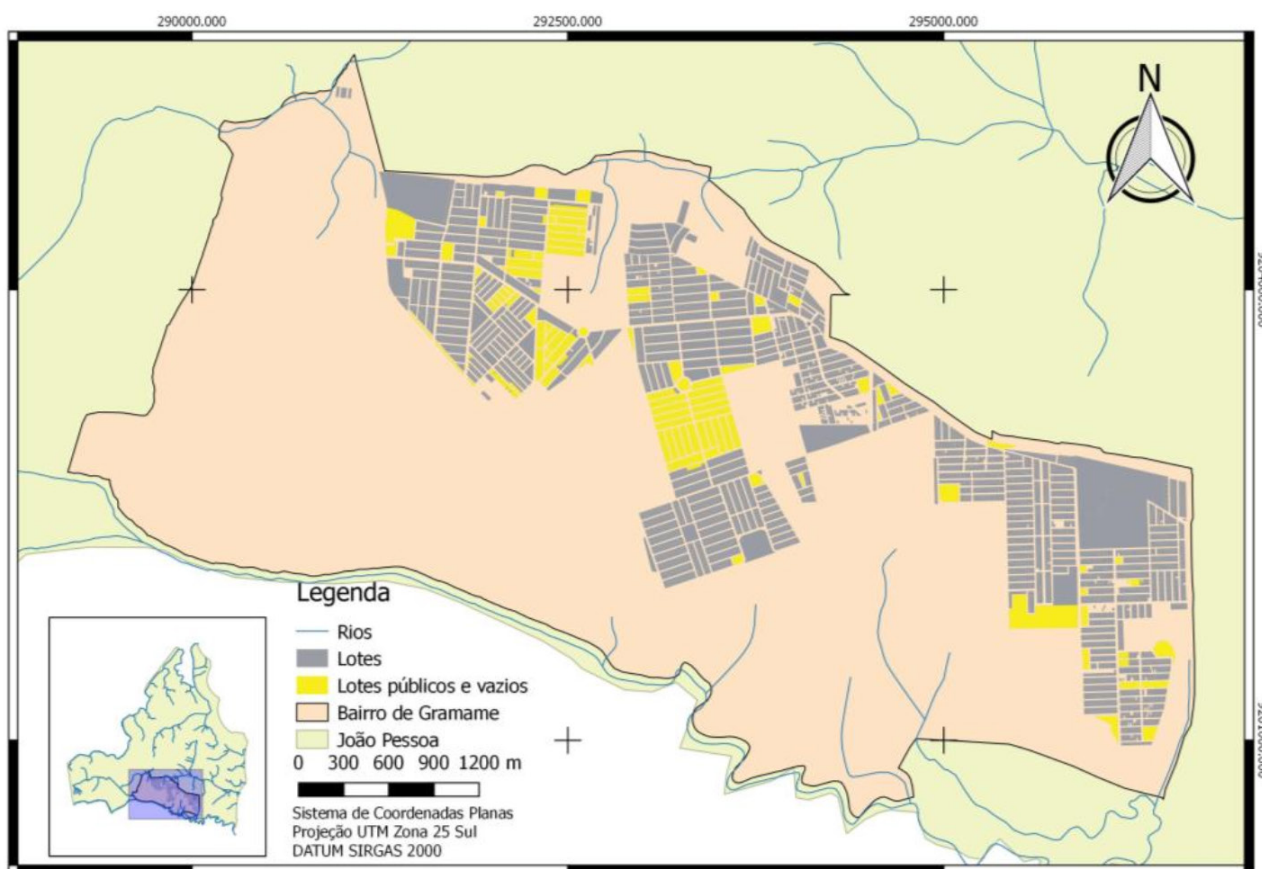 290000.000 292500.000 295000.000
N
Legenda
Rios
Lotes
Lotes públicos e vazios
Bairro de Gramame
João Pessoa
0 300 600 900 1200 m
Sistema de Coordenadas Planas
Projeção UTM Zona 25 Sul
DATUM SIRGAS 2000